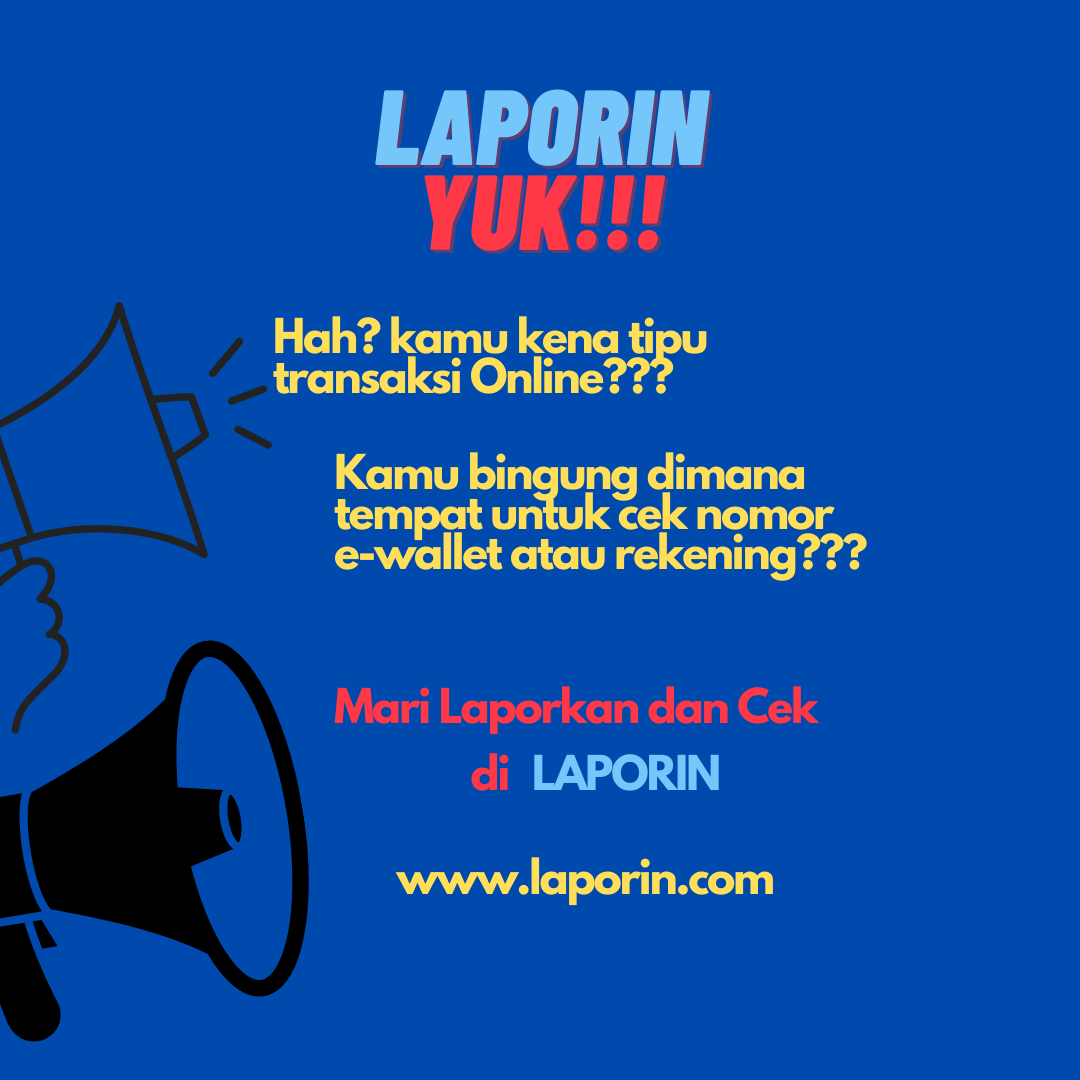 LAPORIN
YUK!!!
Hah? kamu kena tipu
transaksi Online???
Kamu bingung dimana
tempat untuk cek nomor
e-wallet atau rekening???
Mari Laporkan dan Cek
di LAPORIN
www.laporin.com